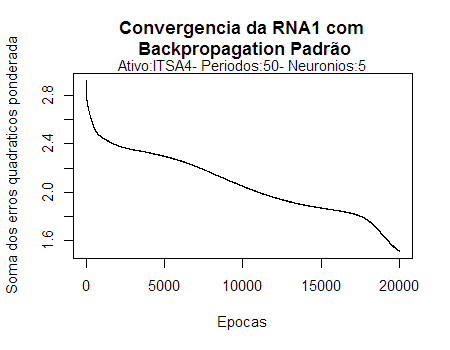 Convergencia da RNA1 com
Backpropagation Padrão
Ativo:ITSA4- Periodos:50- Neuronios:5
Soma dos erros quadraticos ponderada
2.8
2.4
2.0
1.6
0 5000 10000 15000 20000
Epocas